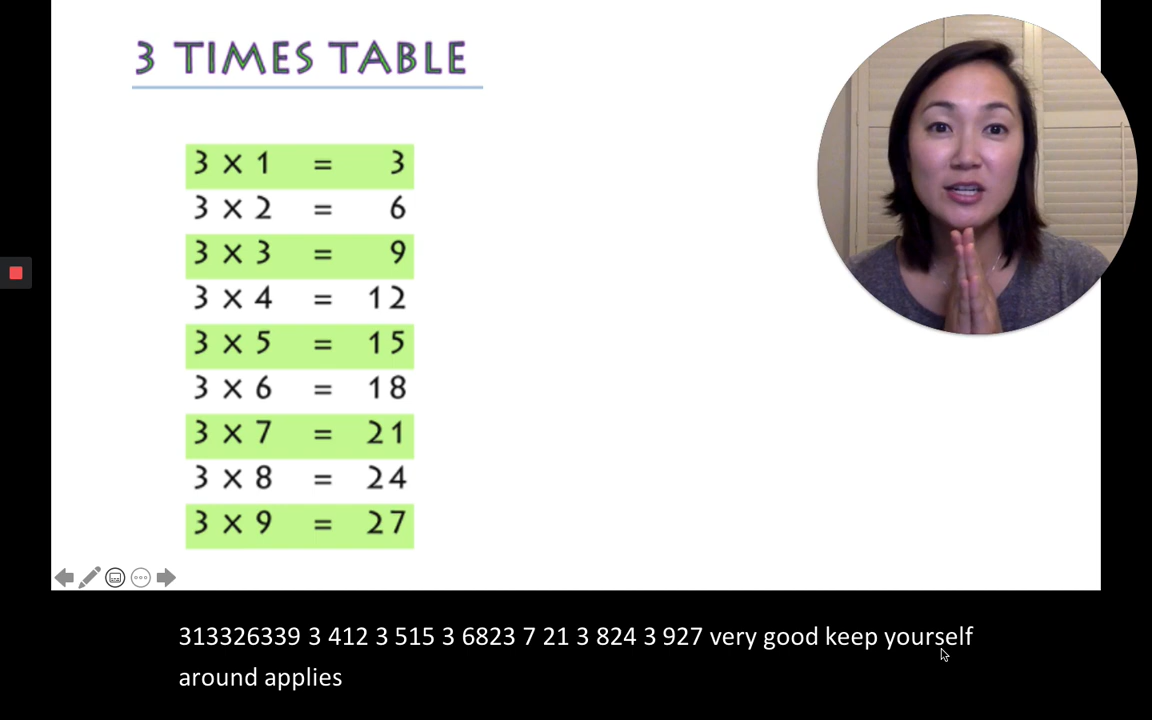 3 TIMES TABLE
3 × 1 = 3
3 × 2 = 6
3 × 3 = 9
3 × 4 = 12
3 × 5 = 15
3 × 6 = 18
3 × 7 = 21
3 × 8 = 24
3 × 9 = 27
313326339 3 412 3 515 3 6823 7 21 3 824 3 927 very good keep yourself
around applies